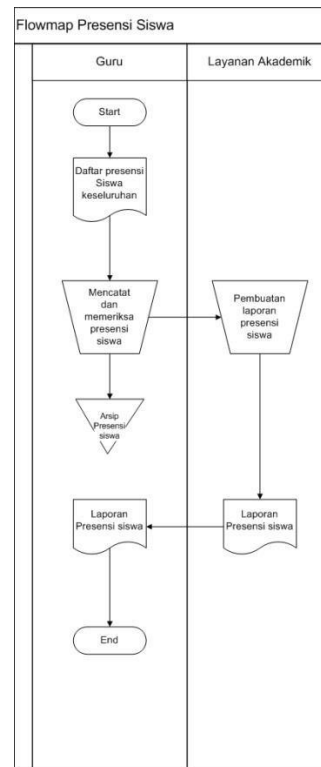 Flowmap Presensi Siswa
Guru
Layanan Akademik
Start
Daftar presensi
Siswa
keseluruhan
Mencatat
dan
memeriksa
presensi
siswa
Pembuatan
laporan
presensi
siswa
Arsip
Presensi
siswa
Laporan
Presensi siswa
Laporan
Presensi siswa
End